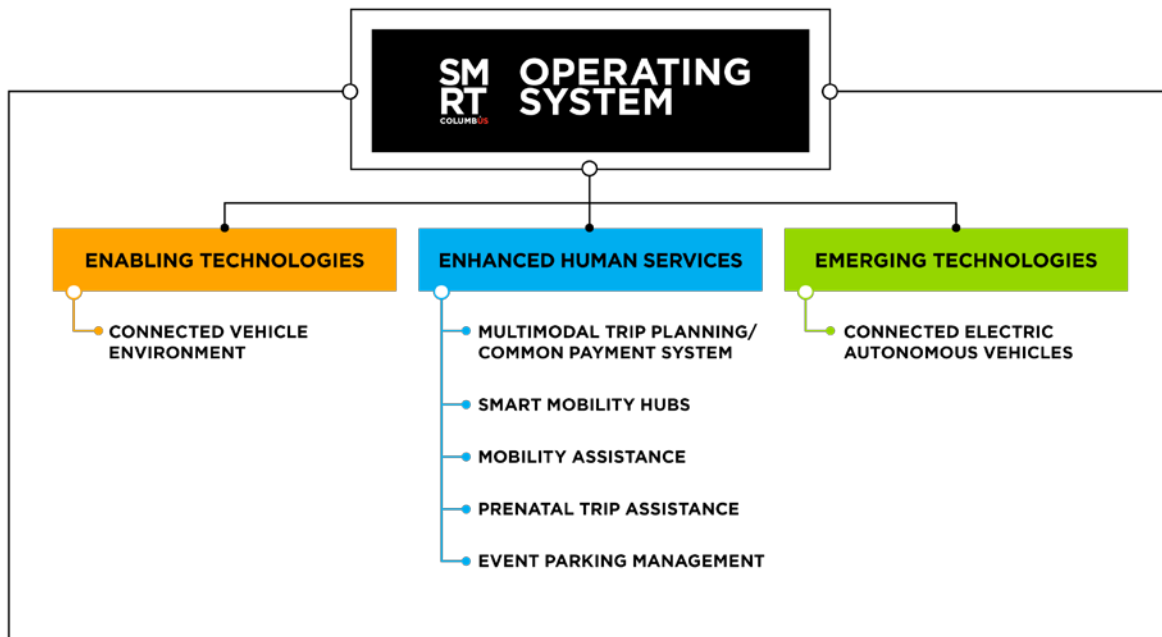 SM
RT
COLUMBUS
OPERATING
SYSTEM
ENABLING TECHNOLOGIES
CONNECTED VEHICLE
ENVIRONMENT
ENHANCED HUMAN SERVICES
MULTIMODAL TRIP PLANNING/
COMMON PAYMENT SYSTEM
SMART MOBILITY HUBS
MOBILITY ASSISTANCE
PRENATAL TRIP ASSISTANCE
EVENT PARKING MANAGEMENT
EMERGING TECHNOLOGIES
CONNECTED ELECTRIC
AUTONOMOUS VEHICLES